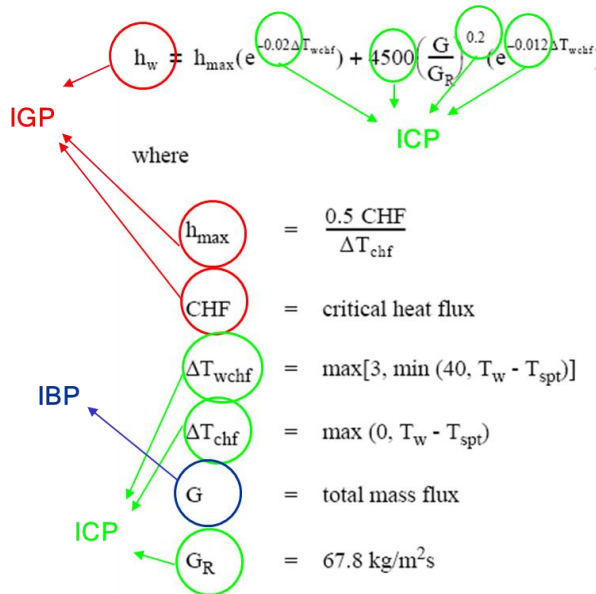 h_w = h_max(e^-0.02ΔT_wchf) + 4500(G/G_R)^0.2 (e^-0.012ΔT_wchf)
IGP
ICP
where
h_max = 0.5 CHF / ΔT_chf
CHF = critical heat flux
ΔT_wchf = max[3, min (40, T_w - T_spt)]
IBP
ΔT_chf = max (0, T_w - T_spt)
G = total mass flux
ICP
G_R = 67.8 kg/m²s